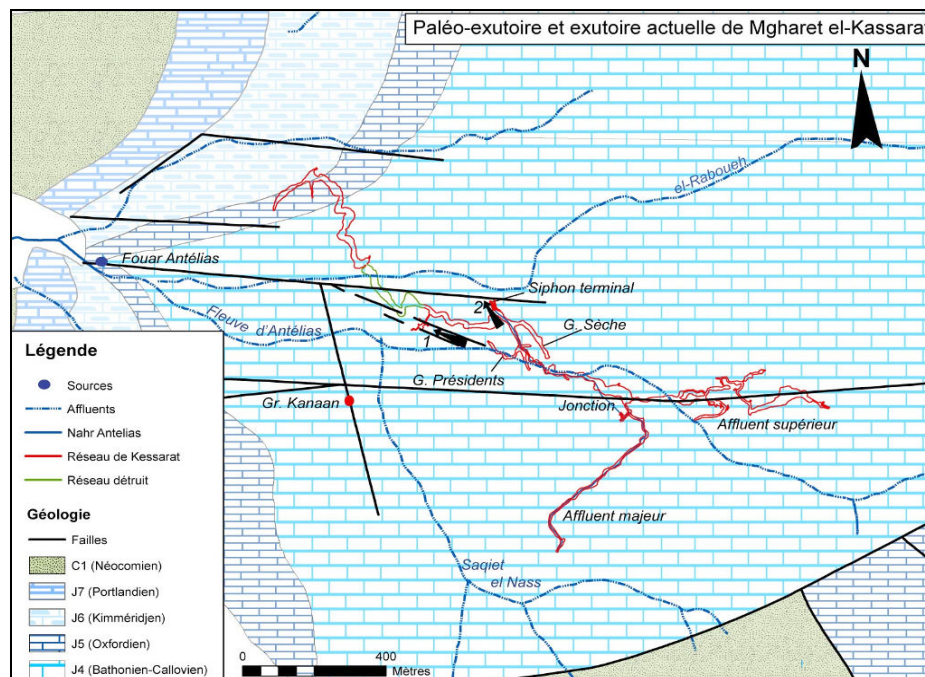 Paléo-exutoire et exutoire actuelle de Mgharet el-Kassarat
N
el-Raboueh
Fouar Antélias
Siphon terminal
2
G. Sèche
Fleuve d'Antélias
1
G. Présidents
Gr. Kanaan
Jonction
Affluent supérieur
Affluent majeur
Saqiet
el Nass
Légende
Sources
Affluents
Nahr Antelias
Réseau de Kessarat
Réseau détruit
Géologie
Failles
C1 (Néocomien)
J7 (Portlandien)
J6 (Kimméridjen)
J5 (Oxfordien)
J4 (Bathonien-Callovien)
0 400
Mètres